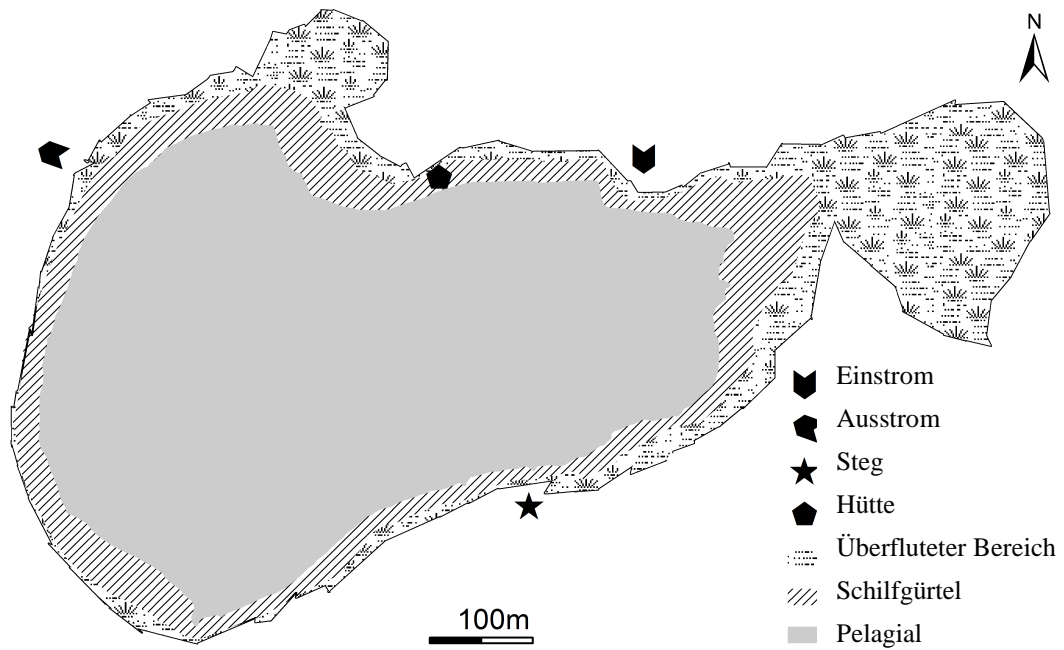 N
Einstrom
Ausstrom
Steg
Hütte
Überfluteter Bereich
Schilfgürtel
Pelagial
100m